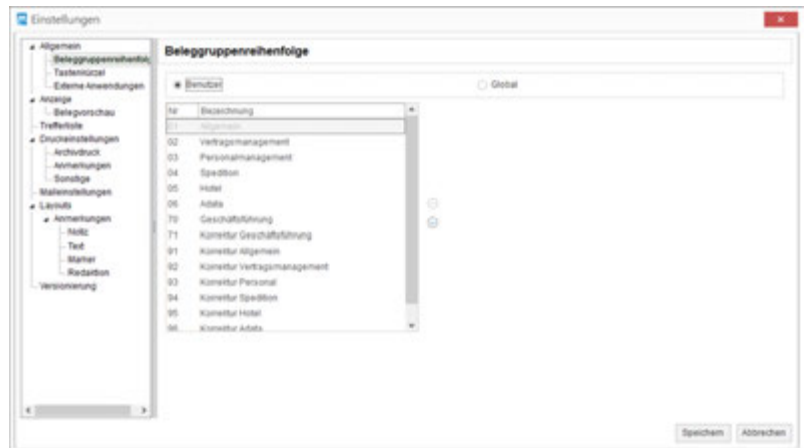 Einstellungen
Allgemein
Beleggruppenreihenfolg
Tastenkürzel
Externe Anwendungen
Anzeige
Belegvorschau
Trefferliste
Druckeinstellungen
Archivdruck
Anmerkungen
Sonstige
Maileinstellungen
Layouts
Anmerkungen
Notiz
Text
Marker
Redaktion
Versionierung
Beleggruppenreihenfolge
Benutzer
Global
Nr Bezeichnung
01 Allgemein
02 Vertragsmanagement
03 Personalmanagement
04 Spedition
05 Hotel
06 Adata
70 Geschäftsführung
71 Korrektur Geschäftsführung
91 Korrektur Allgemein
92 Korrektur Vertragsmanagement
93 Korrektur Personal
94 Korrektur Spedition
95 Korrektur Hotel
96 Korrektur Adata
Speichern Abbrechen